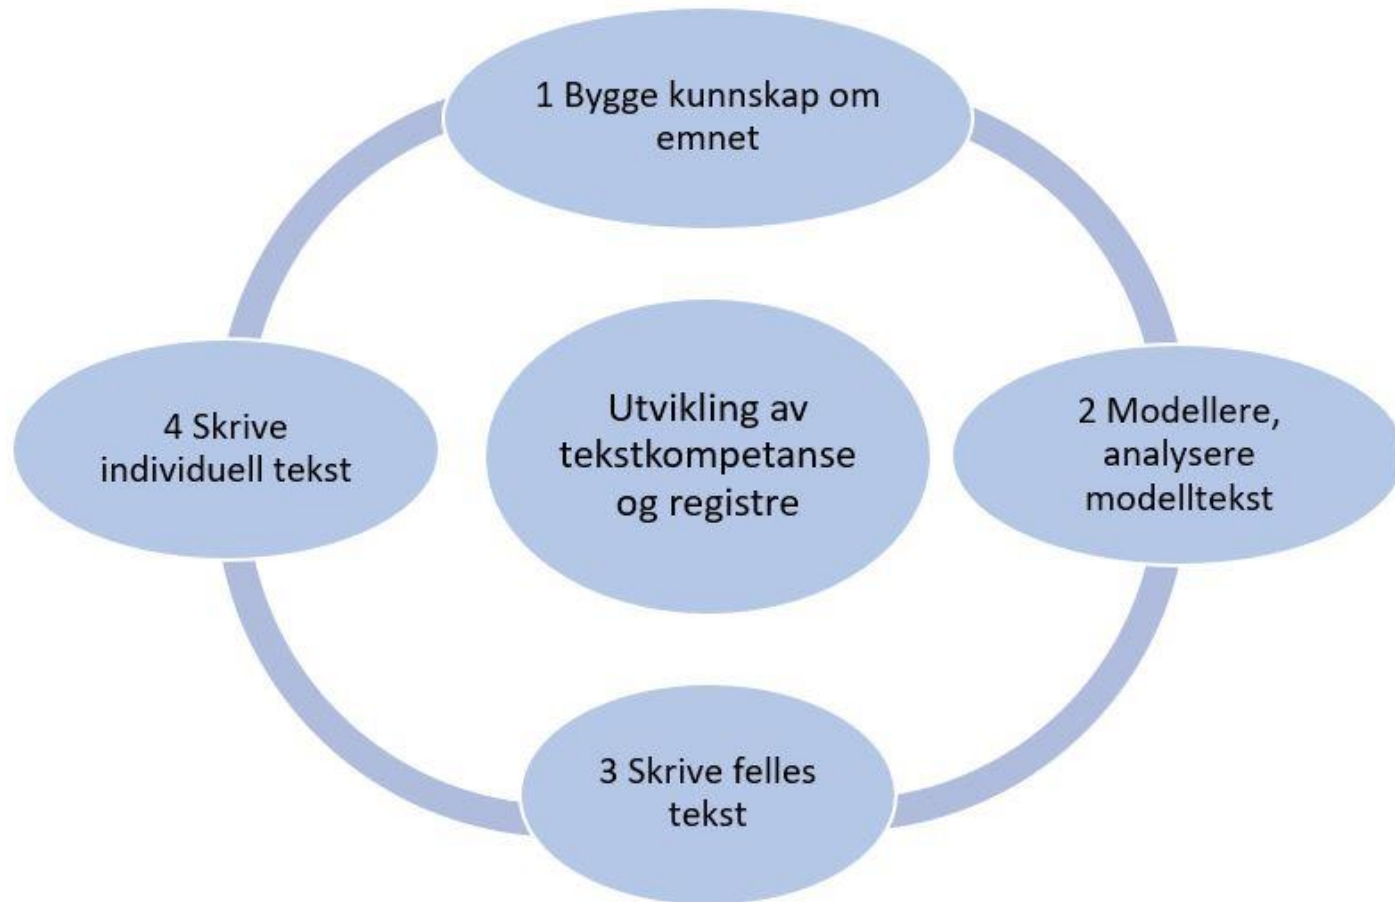 1 Bygge kunnskap om
emnet
2 Modellere,
analysere
modelltekst
3 Skrive felles
tekst
4 Skrive
individuell tekst
Utvikling av
tekstkompetanse
og registre